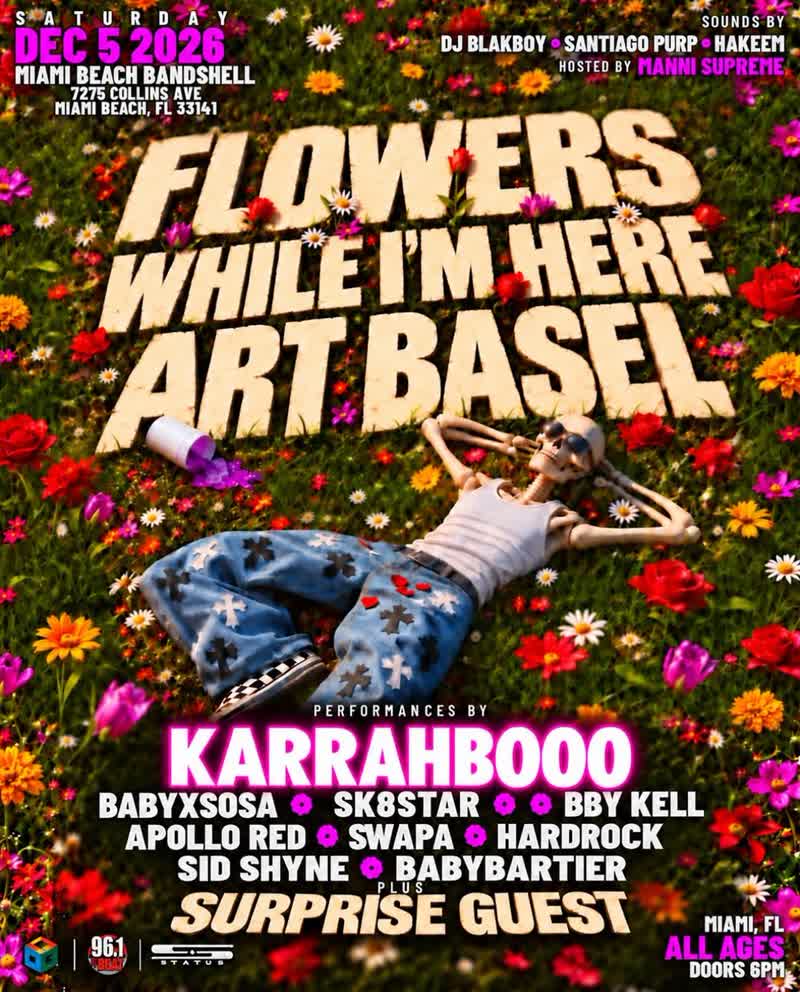 SATURDAY
DEC 5 2026
MIAMI BEACH BANDSHELL
7275 COLLINS AVE
MIAMI BEACH, FL 33141
SOUNDS BY
DJ BLAKBOY • SANTIAGO PURP • HAKEEM
HOSTED BY MANNI SUPREME
FLOWERS
WHILE I'M HERE
ART BASEL
PERFORMANCES BY
KARRAHBOOO
BABYXSOSA SK8STAR BBY KELL
APOLLO RED SWAPA HARDROCK
SID SHYNE BABYBARTIER
PLUS
SURPRISE GUEST
96.1
STATUS
MIAMI, FL
ALL AGES
DOORS 6PM